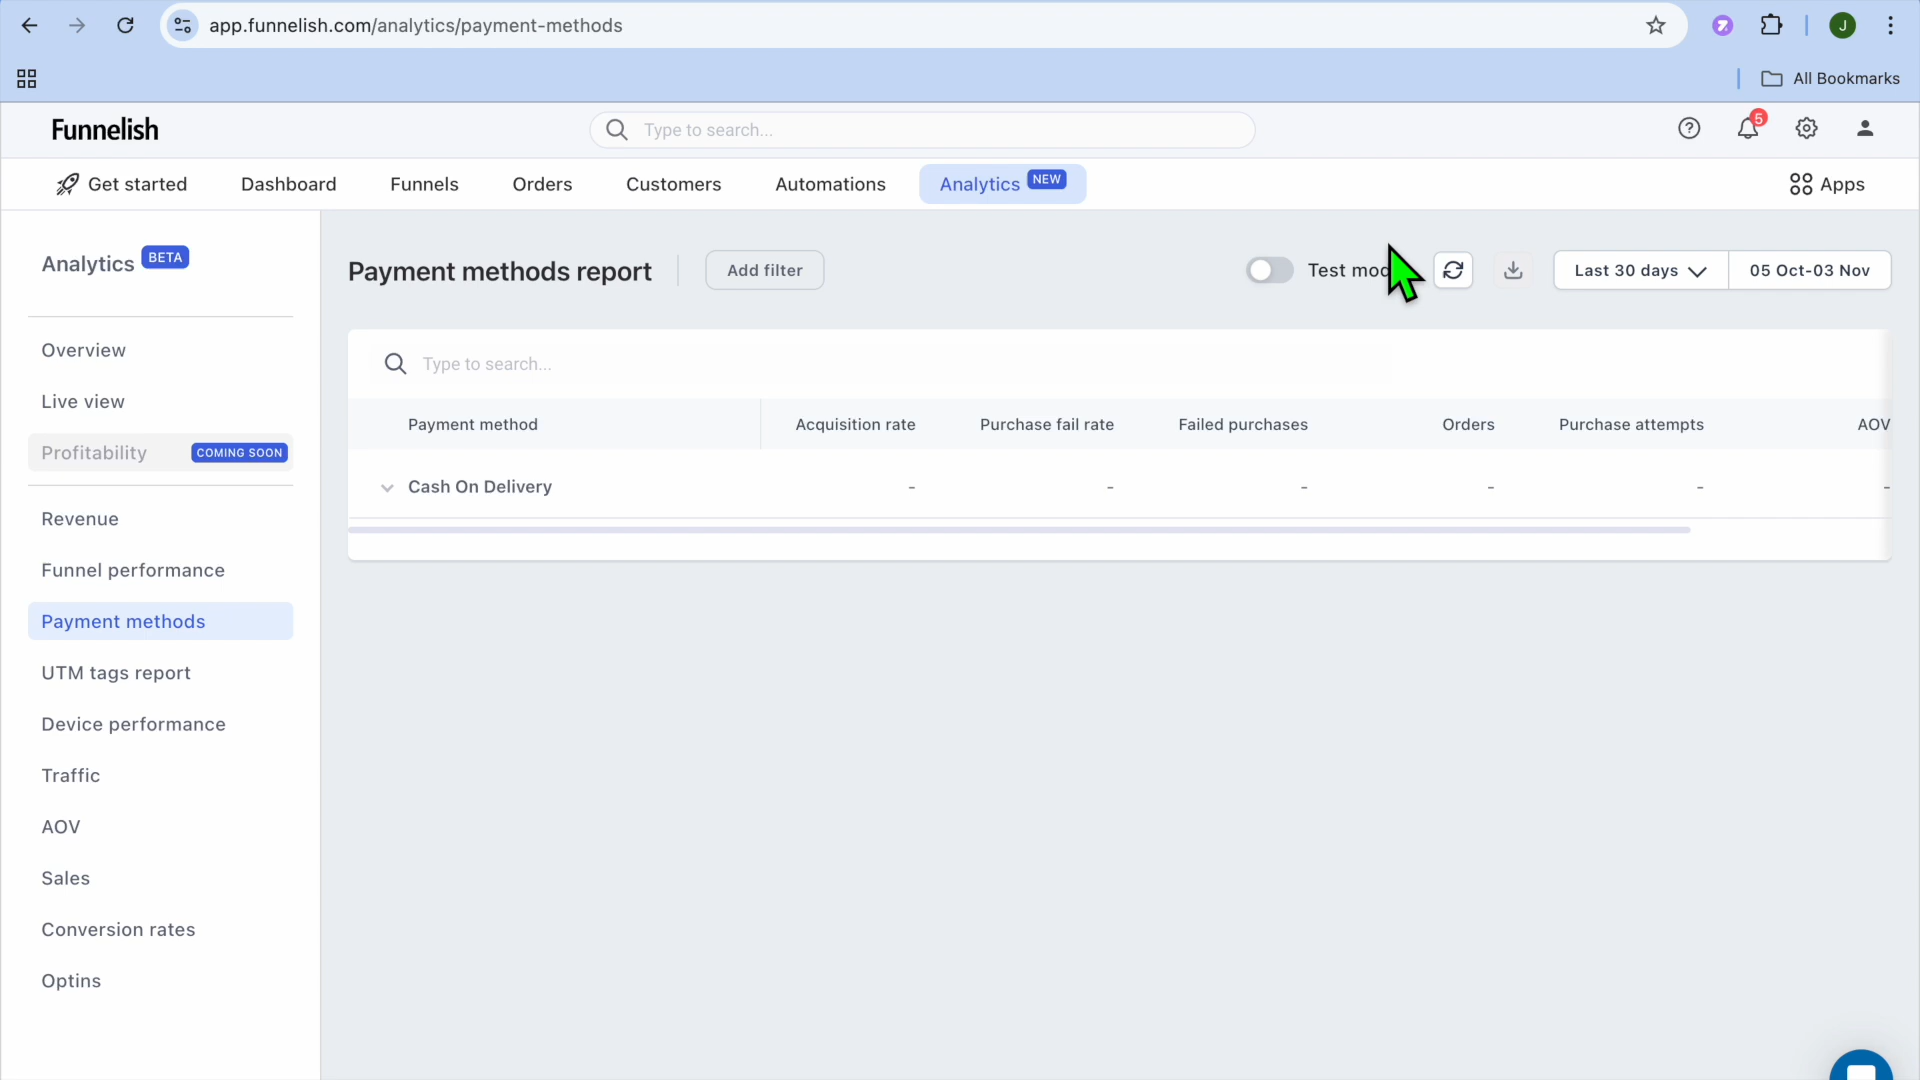 app.funnelish.com/analytics/payment-methods
J
All Bookmarks
Funnelish
Type to search...
5
Get started
Dashboard
Funnels
Orders
Customers
Automations
Analytics NEW
Apps
Analytics BETA
Payment methods report
Add filter
Test mod
Last 30 days
05 Oct-03 Nov
Overview
Live view
Profitability COMING SOON
Revenue
Funnel performance
Payment methods
UTM tags report
Device performance
Traffic
AOV
Sales
Conversion rates
Optins
Type to search...
Payment method Acquisition rate Purchase fail rate Failed purchases Orders Purchase attempts AOV
Cash On Delivery - - - - - -